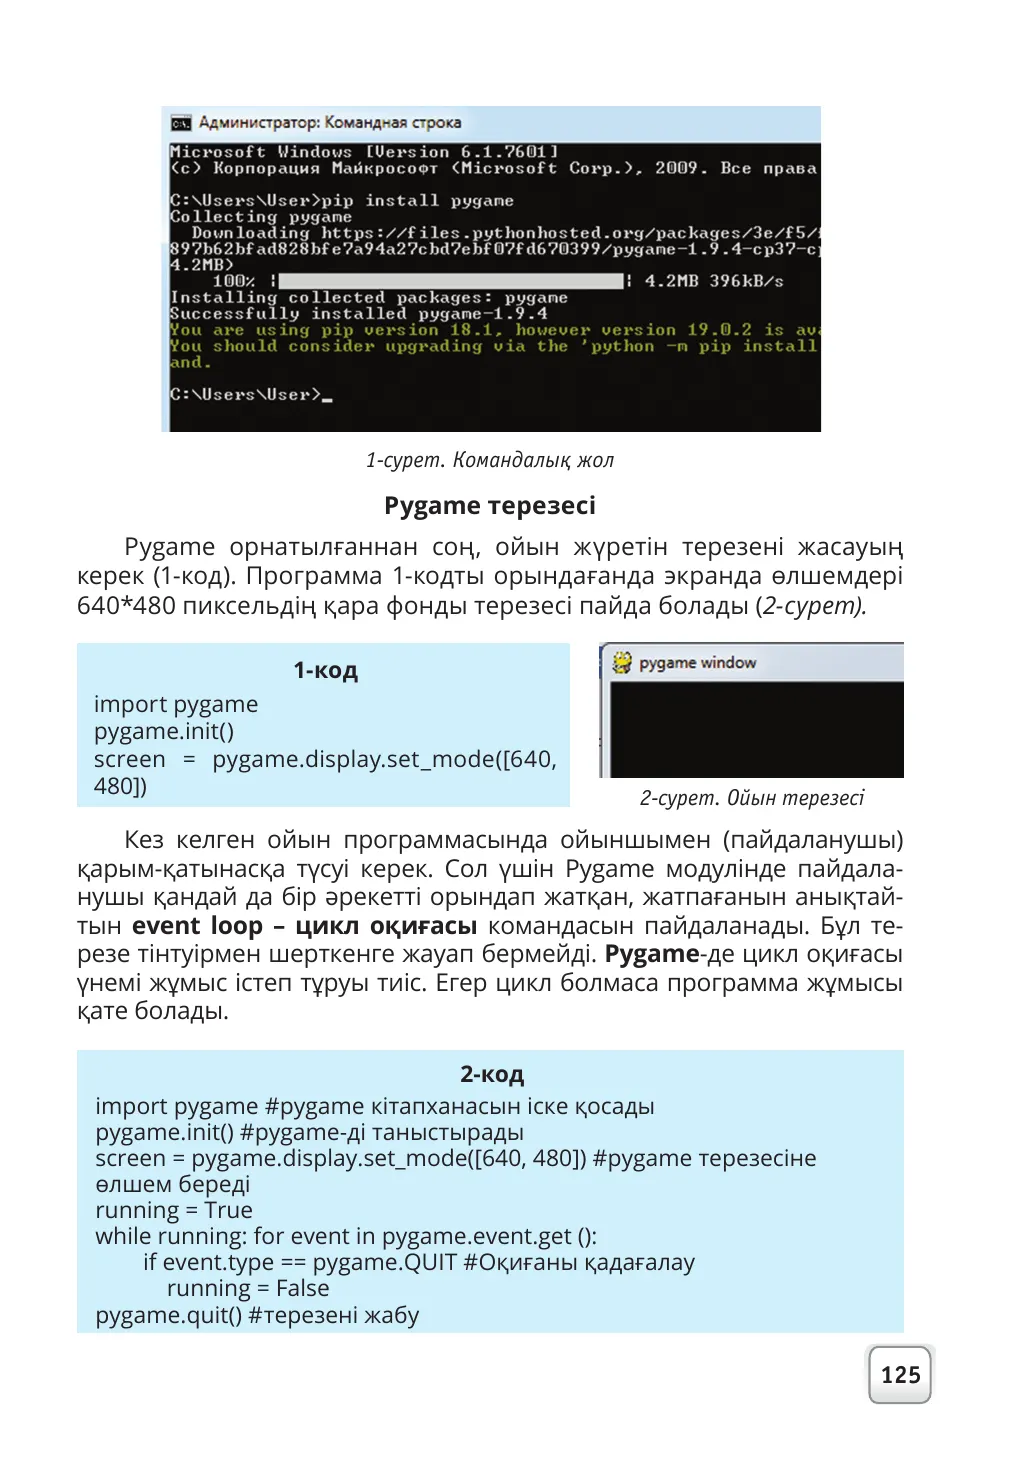 Администратор: Командная строка
Microsoft Windows [Version 6.1.7601]
(c) Корпорация Майкрософт (Microsoft Corp.), 2009. Все права
C:\Users\User>pip install pygame
Collecting pygame
Downloading https://files.pythonhosted.org/packages/3e/f5/
897b62bfad828bfe7a94a27cbd7ebf07fd670399/pygame-1.9.4-cp37-cp
4.2MB)
100% |████████████████████████████████| 4.2MB 396kB/s
Installing collected packages: pygame
Successfully installed pygame-1.9.4
You are using pip version 18.1, however version 19.0.2 is ava
You should consider upgrading via the 'python -m pip install
and.
C:\Users\User>_
1-сурет. Командалық жол
Pygame терезесі
Pygame орнатылғаннан соң, ойын жүретін терезені жасауың
керек (1-код). Программа 1-кодты орындағанда экранда өлшемдері
640*480 пиксельдің қара фонды терезесі пайда болады (2-сурет).
1-код
import pygame
pygame.init()
screen = pygame.display.set_mode([640,
480])
pygame window
2-сурет. Ойын терезесі
Кез келген ойын программасында ойыншымен (пайдаланушы)
қарым-қатынасқа түсуі керек. Сол үшін Pygame модулінде пайдала-
нушы қандай да бір әрекетті орындап жатқан, жатпағанын анықтай-
тын event loop – цикл оқиғасы командасын пайдаланады. Бұл те-
резе тінтуірмен шерткенге жауап бермейді. Pygame-де цикл оқиғасы
үнемі жұмыс істеп тұруы тиіс. Егер цикл болмаса программа жұмысы
қате болады.
2-код
import pygame #pygame кітапханасын іске қосады
pygame.init() #pygame-ді таныстырады
screen = pygame.display.set_mode([640, 480]) #pygame терезесіне
өлшем береді
running = True
while running: for event in pygame.event.get ():
if event.type == pygame.QUIT #Оқиғаны қадағалау
running = False
pygame.quit() #терезені жабу
125